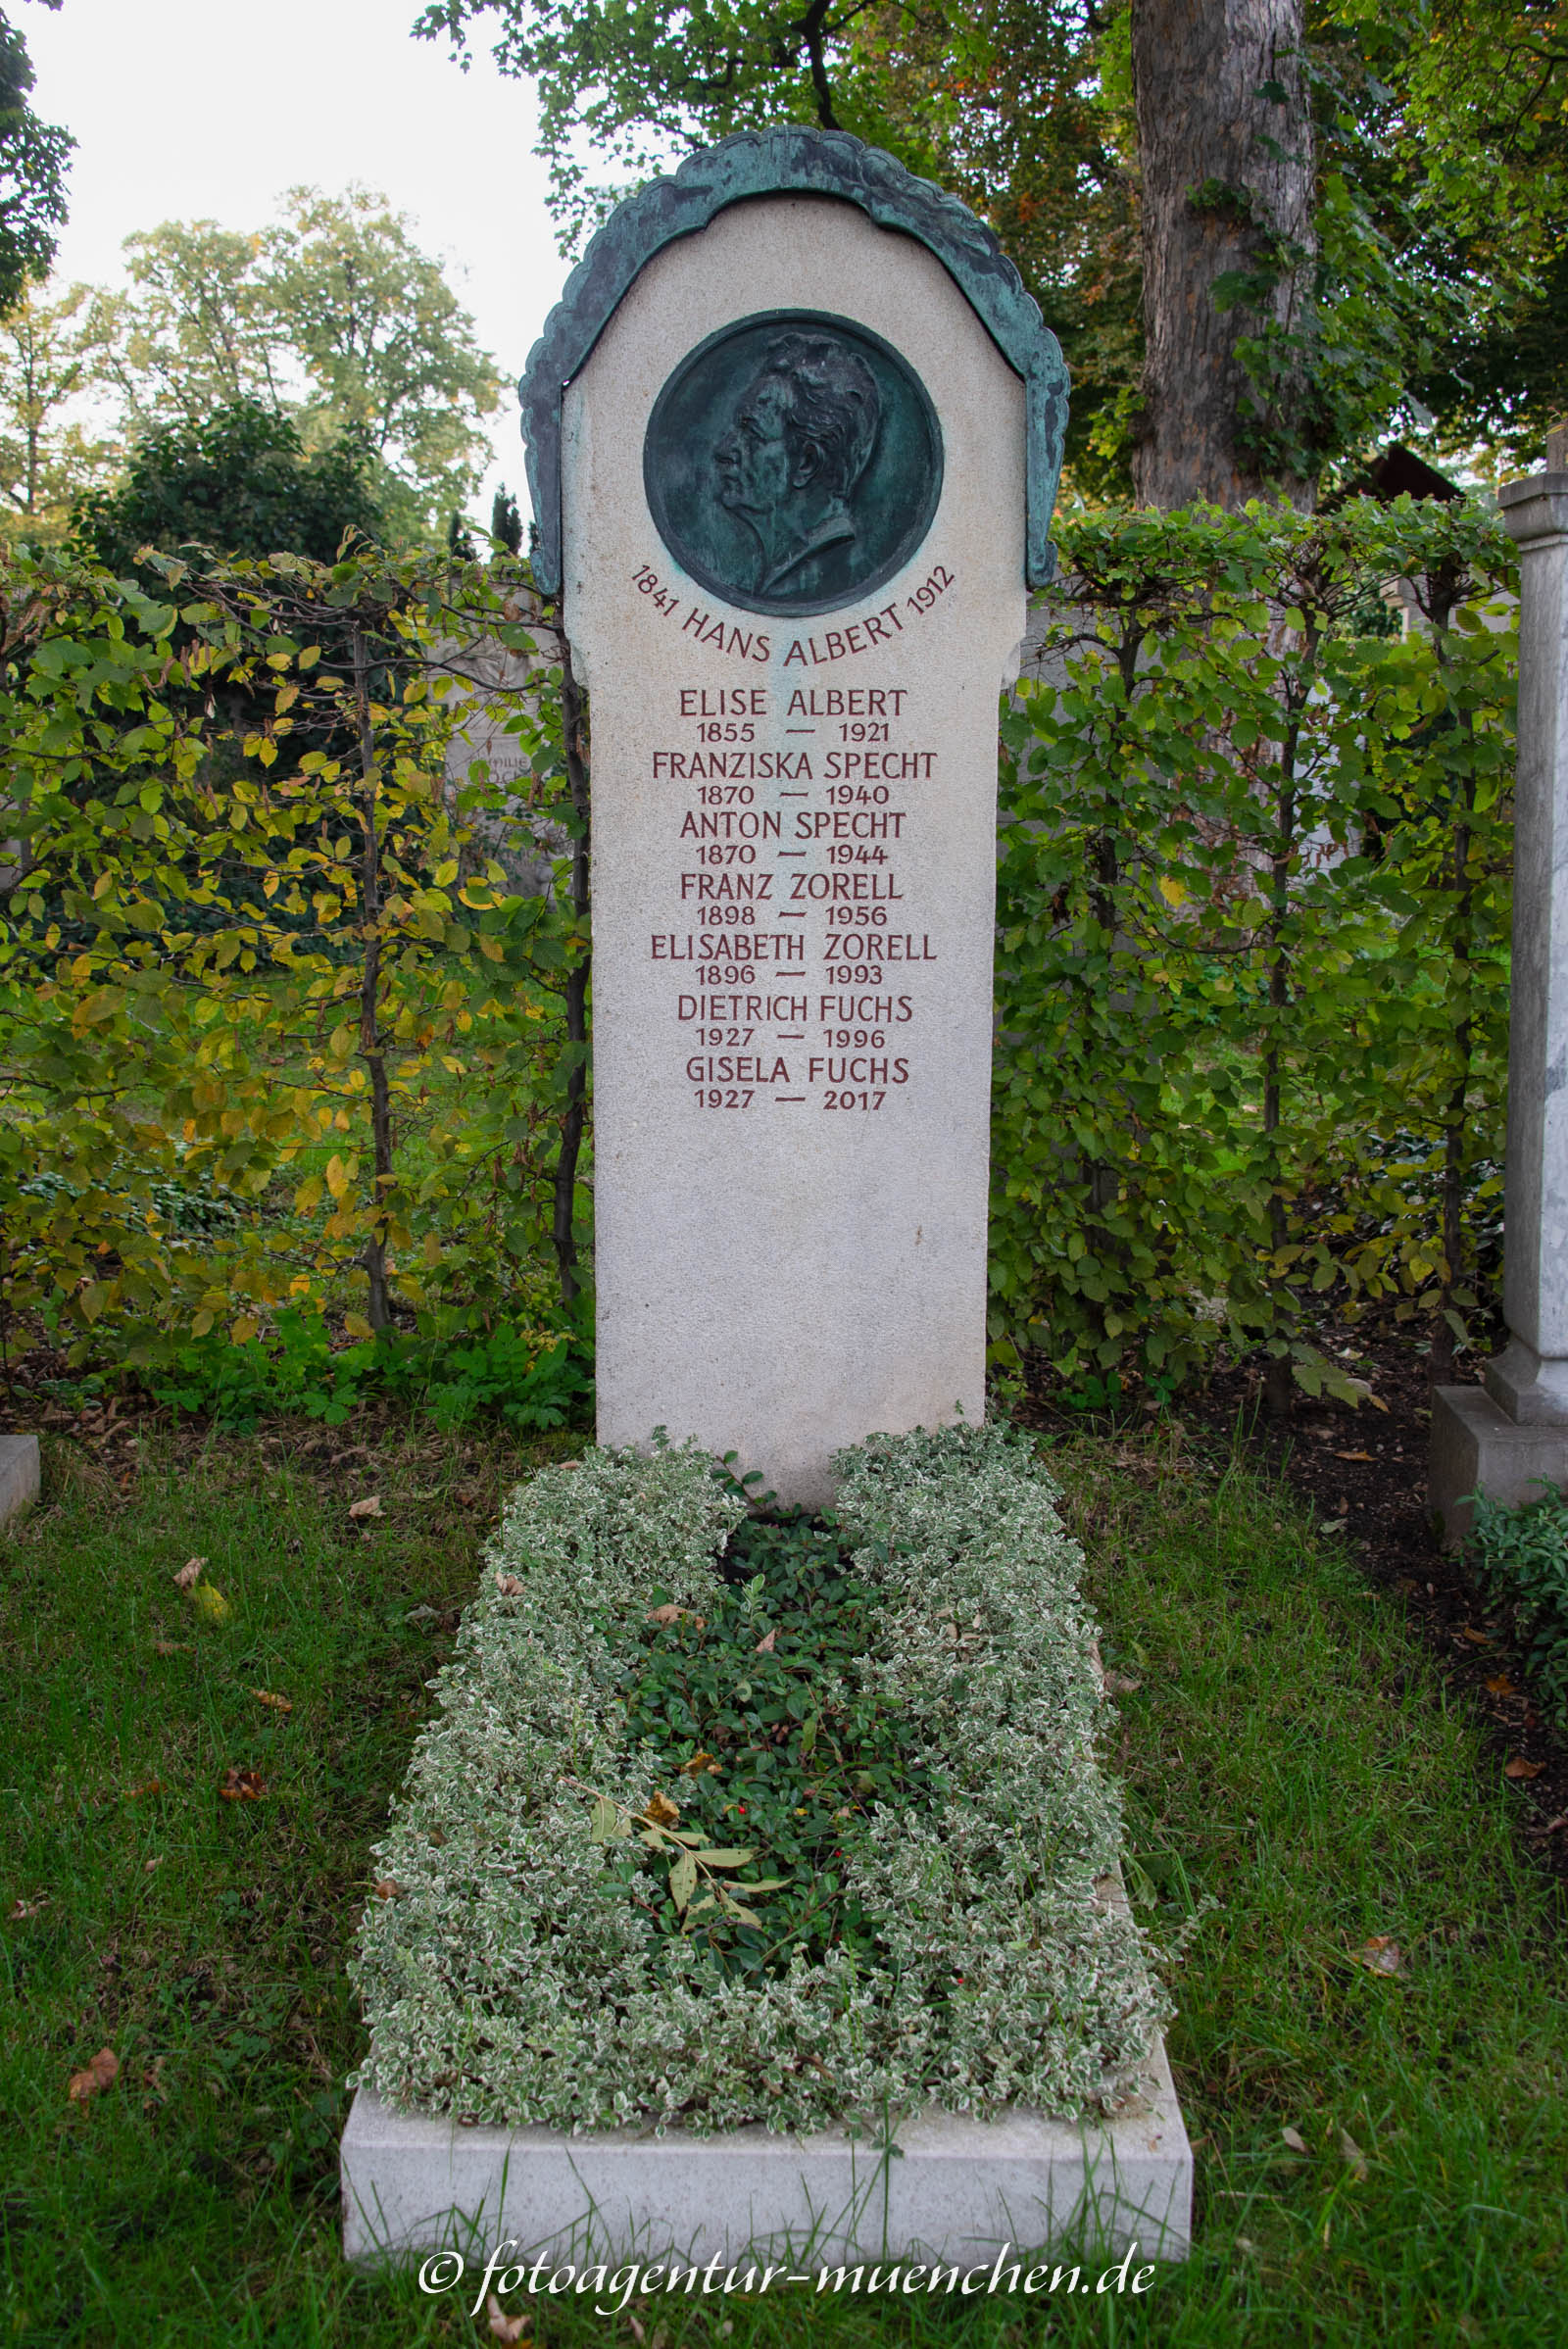 1841 HANS ALBERT 1912
ELISE ALBERT
1855 — 1921
FRANZISKA SPECHT
1870 — 1940
ANTON SPECHT
1870 — 1944
FRANZ ZORELL
1898 — 1956
ELISABETH ZORELL
1896 — 1993
DIETRICH FUCHS
1927 — 1996
GISELA FUCHS
1927 — 2017
© fotoagentur-muenchen.de